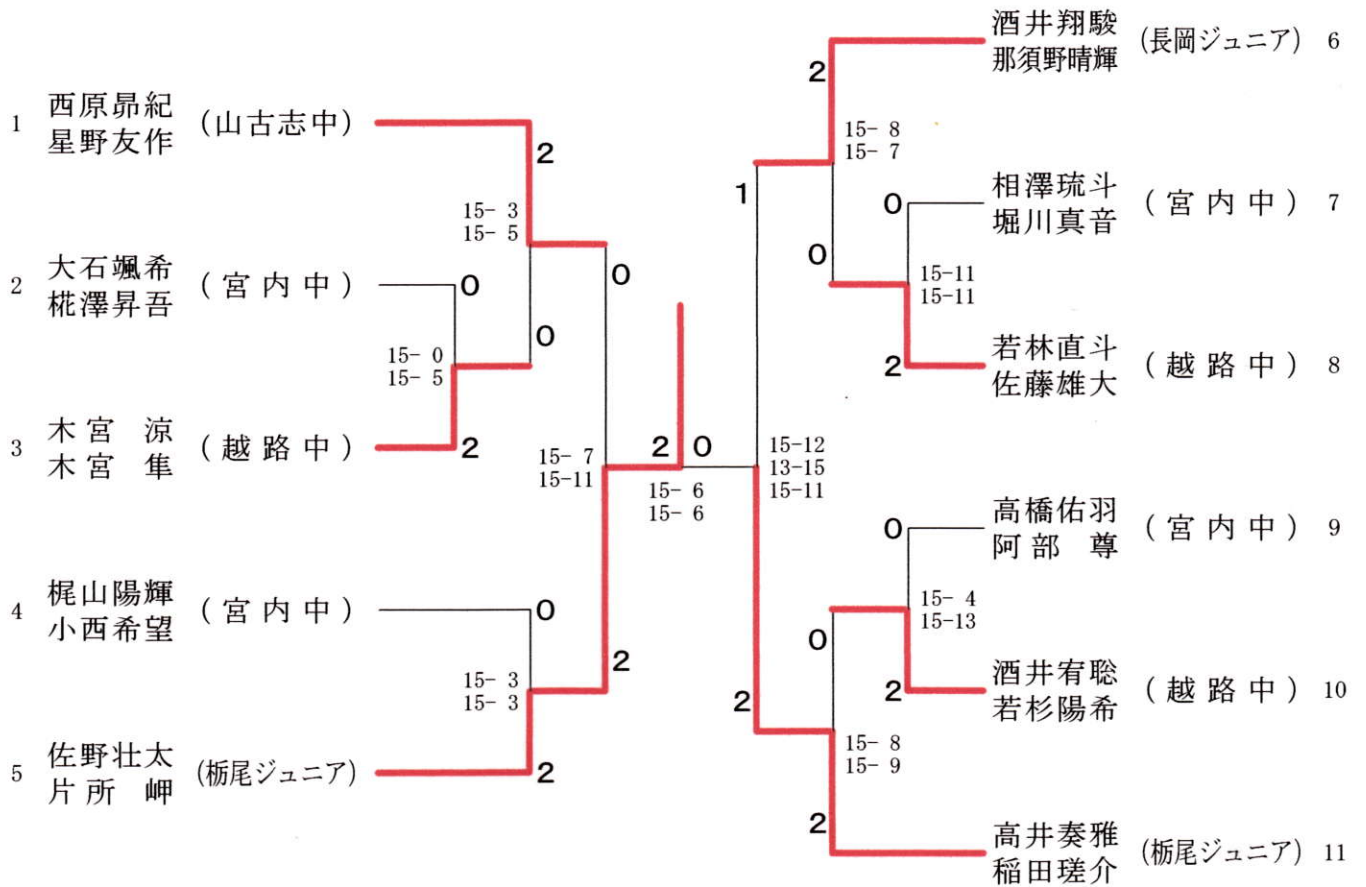 1 西原昴紀 (山古志中)
星野友作
2 大石颯希 (宮内中)
椛澤昇吾
3 木宮 涼 (越路中)
木宮 隼
4 梶山陽輝 (宮内中)
小西希望
5 佐野壮太 (栃尾ジュニア)
片所 岬
2
15- 3
15- 5
0
0
15- 0
15- 5
2
0
15- 7
15-11
0
15- 3
15- 3
2
2
2 0
15- 6
15- 6
1
15-12
13-15
15-11
2
2
15- 8
15- 7
0
0
15-11
15-11
2
0
15- 4
15-13
2
0
15- 8
15- 9
2
酒井翔駿 (長岡ジュニア) 6
那須野晴輝
相澤琉斗 (宮内中) 7
堀川真音
若林直斗 (越路中) 8
佐藤雄大
高橋佑羽 (宮内中) 9
阿部 尊
酒井宥聡 (越路中) 10
若杉陽希
高井奏雅 (栃尾ジュニア) 11
稲田瑳介